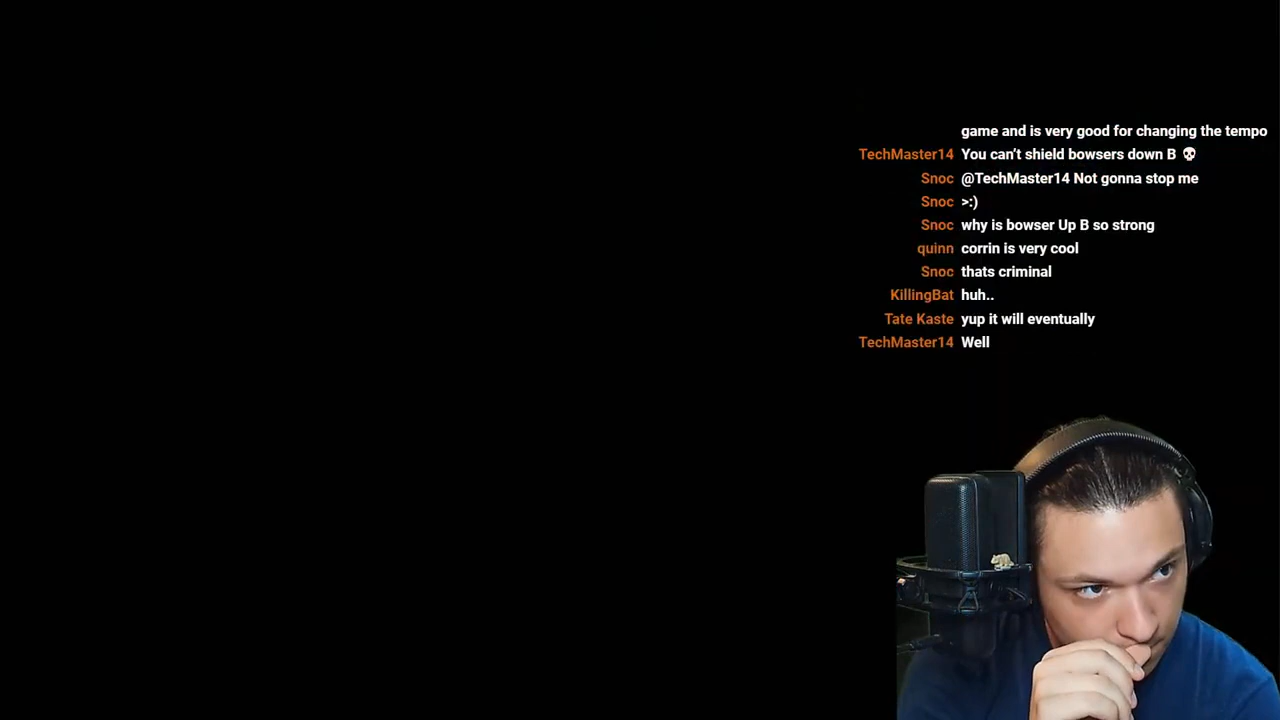 game and is very good for changing the tempo
TechMaster14 You can’t shield bowsers down B 💀
Snoc @TechMaster14 Not gonna stop me
Snoc >:)
Snoc why is bowser Up B so strong
quinn corrin is very cool
Snoc thats criminal
KillingBat huh..
Tate Kaste yup it will eventually
TechMaster14 Well